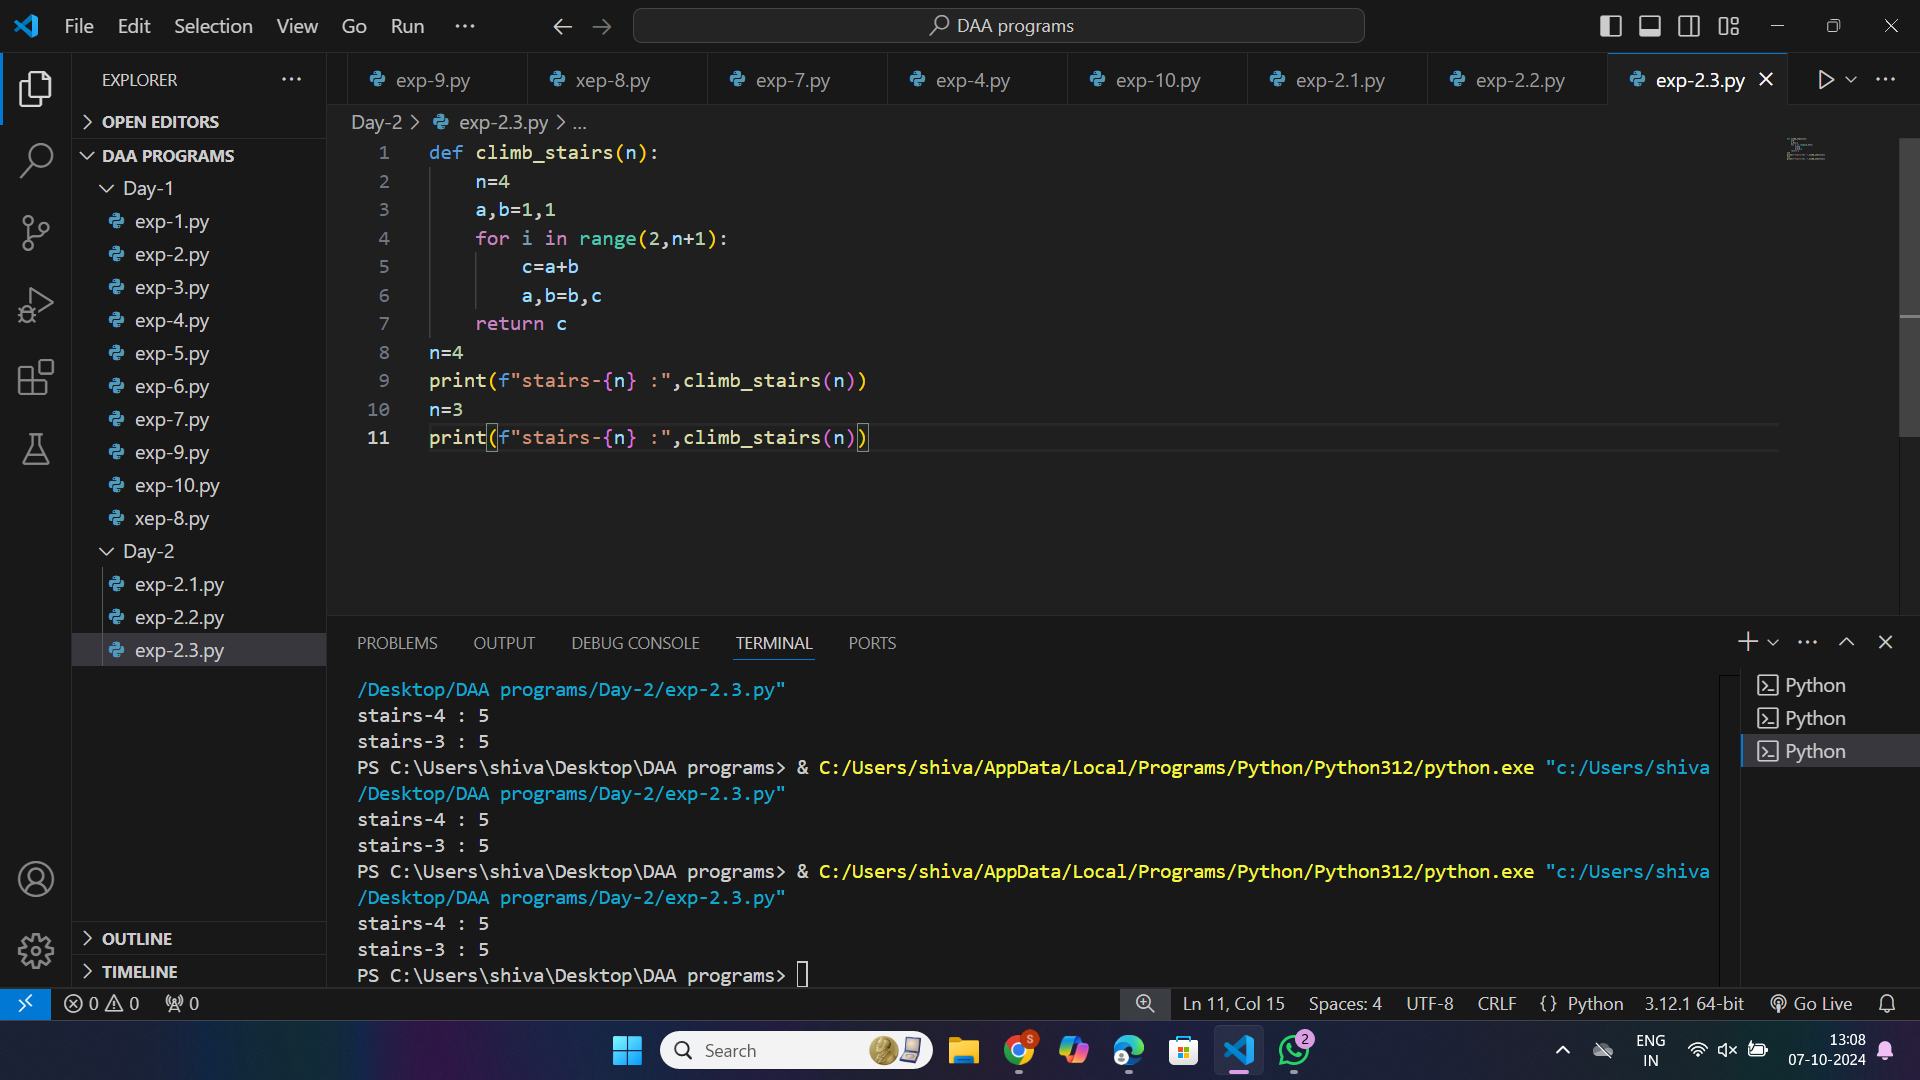 File Edit Selection View Go Run ··· DAA programs
EXPLORER ···
exp-9.py xep-8.py exp-7.py exp-4.py exp-10.py exp-2.1.py exp-2.2.py exp-2.3.py
OPEN EDITORS
DAA PROGRAMS
Day-1
exp-1.py
exp-2.py
exp-3.py
exp-4.py
exp-5.py
exp-6.py
exp-7.py
exp-9.py
exp-10.py
xep-8.py
Day-2
exp-2.1.py
exp-2.2.py
exp-2.3.py
OUTLINE
TIMELINE
Day-2 > exp-2.3.py > ...
1 def climb_stairs(n):
2     n=4
3     a,b=1,1
4     for i in range(2,n+1):
5         c=a+b
6         a,b=b,c
7     return c
8 n=4
9 print(f"stairs-{n} :",climb_stairs(n))
10 n=3
11 print(f"stairs-{n} :",climb_stairs(n))
PROBLEMS OUTPUT DEBUG CONSOLE TERMINAL PORTS
/Desktop/DAA programs/Day-2/exp-2.3.py"
stairs-4 : 5
stairs-3 : 5
PS C:\Users\shiva\Desktop\DAA programs> & C:/Users/shiva/AppData/Local/Programs/Python/Python312/python.exe "c:/Users/shiva
/Desktop/DAA programs/Day-2/exp-2.3.py"
stairs-4 : 5
stairs-3 : 5
PS C:\Users\shiva\Desktop\DAA programs> & C:/Users/shiva/AppData/Local/Programs/Python/Python312/python.exe "c:/Users/shiva
/Desktop/DAA programs/Day-2/exp-2.3.py"
stairs-4 : 5
stairs-3 : 5
PS C:\Users\shiva\Desktop\DAA programs>
Python
Python
Python
0 0 0 Ln 11, Col 15 Spaces: 4 UTF-8 CRLF {} Python 3.12.1 64-bit Go Live
Search S 2
ENG
IN
13:08
07-10-2024